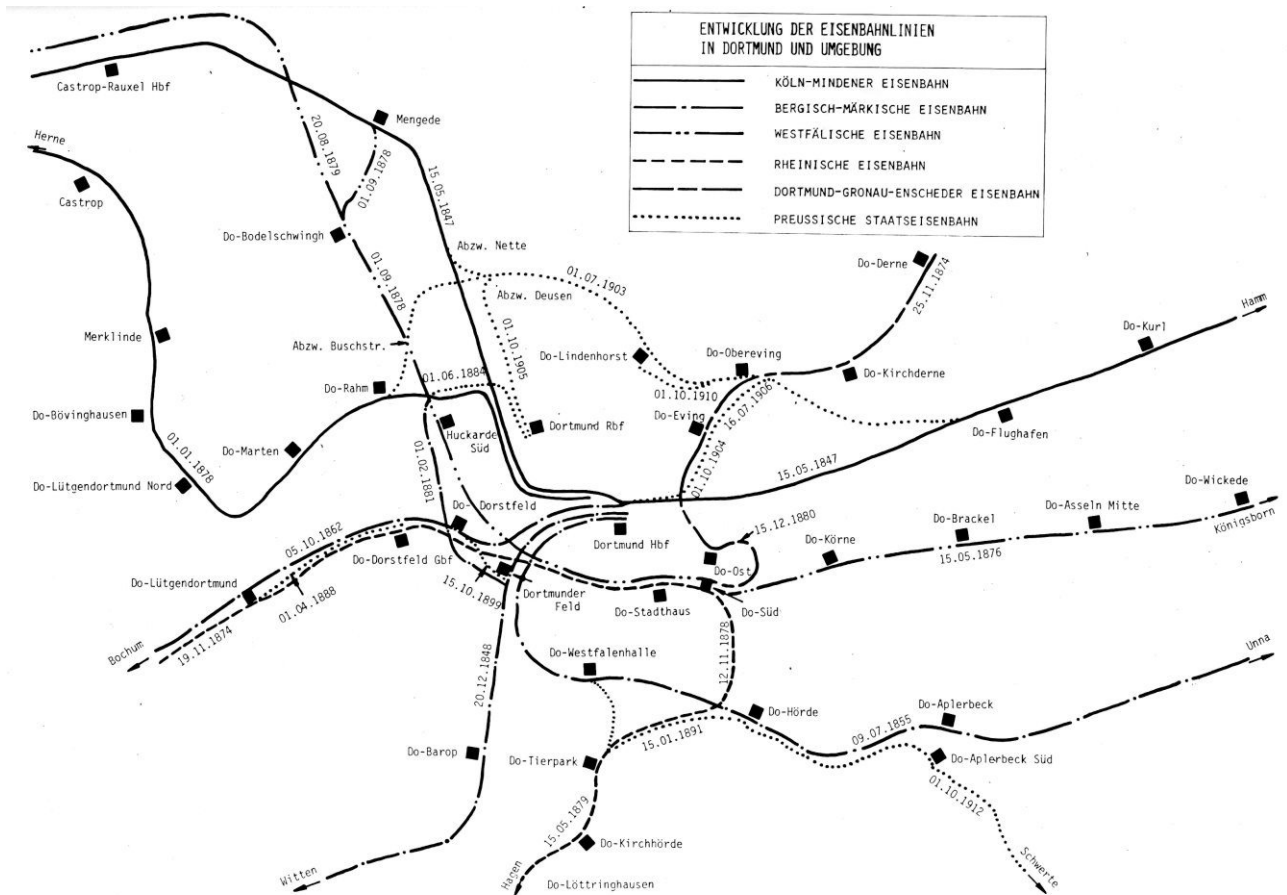 ENTWICKLUNG DER EISENBAHNLINIEN
IN DORTMUND UND UMGEBUNG
KÖLN-MINDENER EISENBAHN
BERGISCH-MÄRKISCHE EISENBAHN
WESTFÄLISCHE EISENBAHN
RHEINISCHE EISENBAHN
DORTMUND-GRONAU-ENSCHEDER EISENBAHN
PREUSSISCHE STAATSEISENBAHN
Castrop-Rauxel Hbf
Mengede
Herne
20.08.1879
01.09.1878
15.05.1847
Castrop
Do-Bodelschwingh
Abzw. Nette
01.09.1878
01.07.1903
Do-Derne
25.11.1874
Abzw. Deusen
Hamm
Merklinde
Abzw. Buschstr.
01.10.1905
Do-Lindenhorst
Do-Obereving
Do-Kurl
Do-Rahm
01.06.1884
01.10.1910
Do-Kirchderne
Do-Bövinghausen
Huckarde
Süd
Dortmund Rbf
Do-Eving
16.07.1906
Do-Flughafen
Do-Marten
01.01.1878
01.02.1881
01.10.1904
15.05.1847
Do-Lütgendortmund Nord
Do-Wickede
Do- Dorstfeld
Do-Asseln Mitte
Königsborn
05.10.1862
15.12.1880
Do-Brackel
Dortmund Hbf
Do-Körne
15.05.1876
Do-Dorstfeld Gbf
Do-Ost
Do-Lütgendortmund
01.04.1888
15.10.1899
Dortmunder
Feld
Do-Stadthaus
Do-Süd
Bochum
19.11.1874
12.11.1878
Do-Westfalenhalle
Unna
20.12.1848
Do-Hörde
Do-Aplerbeck
09.07.1855
15.01.1891
Do-Barop
Do-Tierpark
Do-Aplerbeck Süd
01.10.1912
15.05.1879
Do-Kirchhörde
Schwerte
Witten
Hagen
Do-Löttringhausen